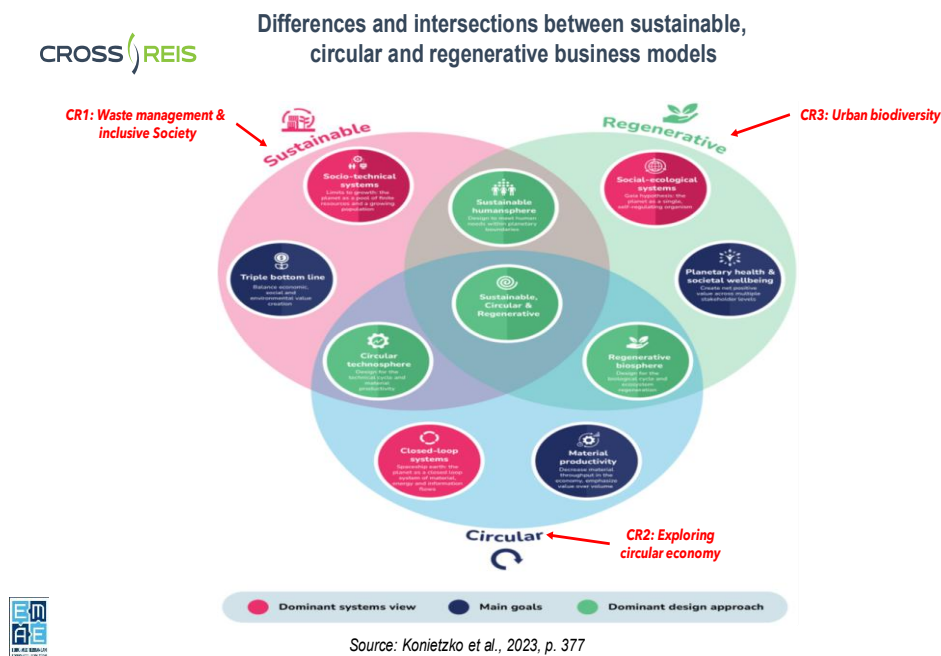 Differences and intersections between sustainable,
circular and regenerative business models
CROSS REIS
CR1: Waste management &
inclusive Society
CR3: Urban biodiversity
Sustainable
Regenerative
Socio-technical
systems
Limits to growth: the
planet as a pool of finite
resources and a growing
population
Sustainable
humansphere
Design to meet human
needs within planetary
boundaries
Social-ecological
systems
Gaia hypothesis: the
planet as a single,
self-regulating organism
Triple bottom line
Balance economic,
social and
environmental value
creation
Sustainable,
Circular &
Regenerative
Planetary health &
societal wellbeing
Create net positive
value across multiple
stakeholder levels
Circular
technosphere
Design for the
technical cycle and
material
productivity
Regenerative
biosphere
Design for the
biological cycle and
ecosystem
regeneration
Closed-loop
systems
Spaceship earth: the
planet as a closed loop
system of material,
energy and information
flows
Material
productivity
Decrease material
throughput in the
economy, emphasize
value over volume
Circular
CR2: Exploring
circular economy
Dominant systems view
Main goals
Dominant design approach
EM
AE
Source: Konietzko et al., 2023, p. 377